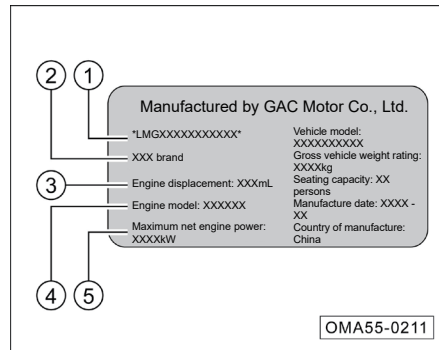 Manufactured by GAC Motor Co., Ltd.
*LMGXXXXXXXXXXX*
XXX brand
Engine displacement: XXXmL
Engine model: XXXXXX
Maximum net engine power:
XXXXkW
Vehicle model:
XXXXXXXXXX
Gross vehicle weight rating:
XXXXkg
Seating capacity: XX
persons
Manufacture date: XXXX -
XX
Country of manufacture:
China
2
1
3
4
5
OMA55-0211